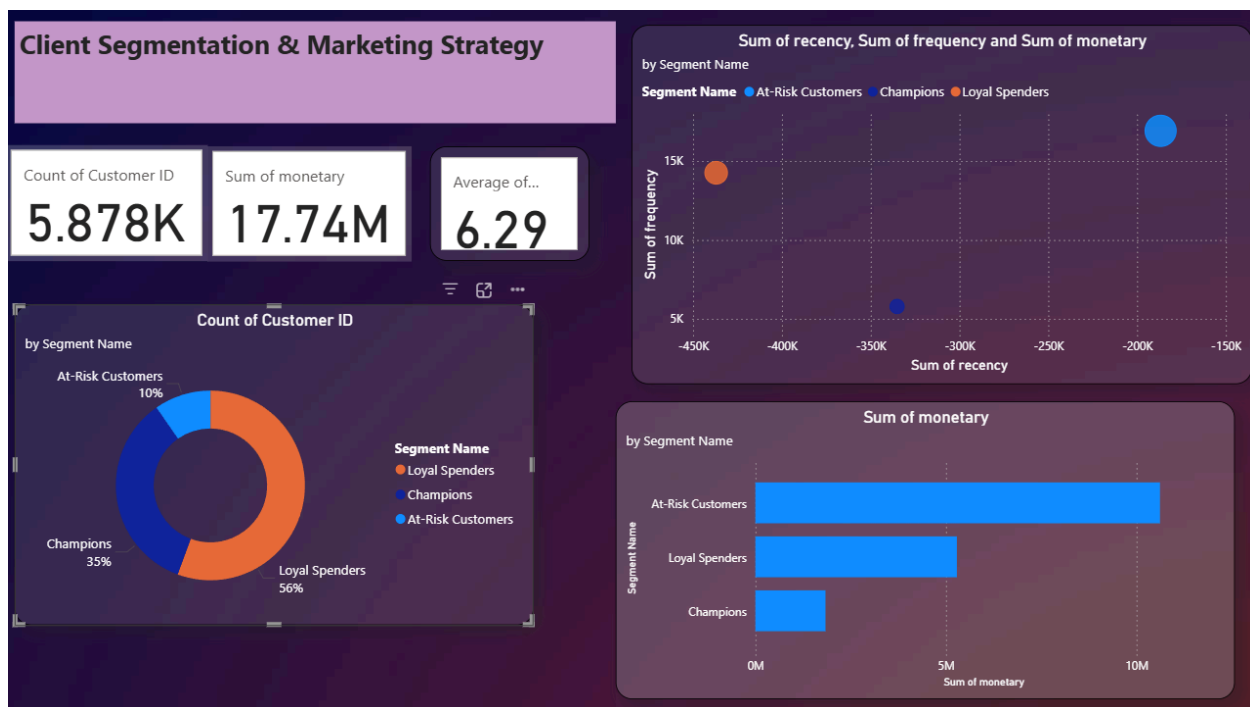 Client Segmentation & Marketing Strategy
Count of Customer ID
5.878K
Sum of monetary
17.74M
Average of...
6.29
Count of Customer ID
by Segment Name
At-Risk Customers
10%
Champions
35%
Loyal Spenders
56%
Segment Name
Loyal Spenders
Champions
At-Risk Customers
Sum of recency, Sum of frequency and Sum of monetary
by Segment Name
Segment Name At-Risk Customers Champions Loyal Spenders
Sum of frequency
15K
10K
5K
-450K -400K -350K -300K -250K -200K -150K
Sum of recency
Sum of monetary
by Segment Name
Segment Name
At-Risk Customers
Loyal Spenders
Champions
0M 5M 10M
Sum of monetary